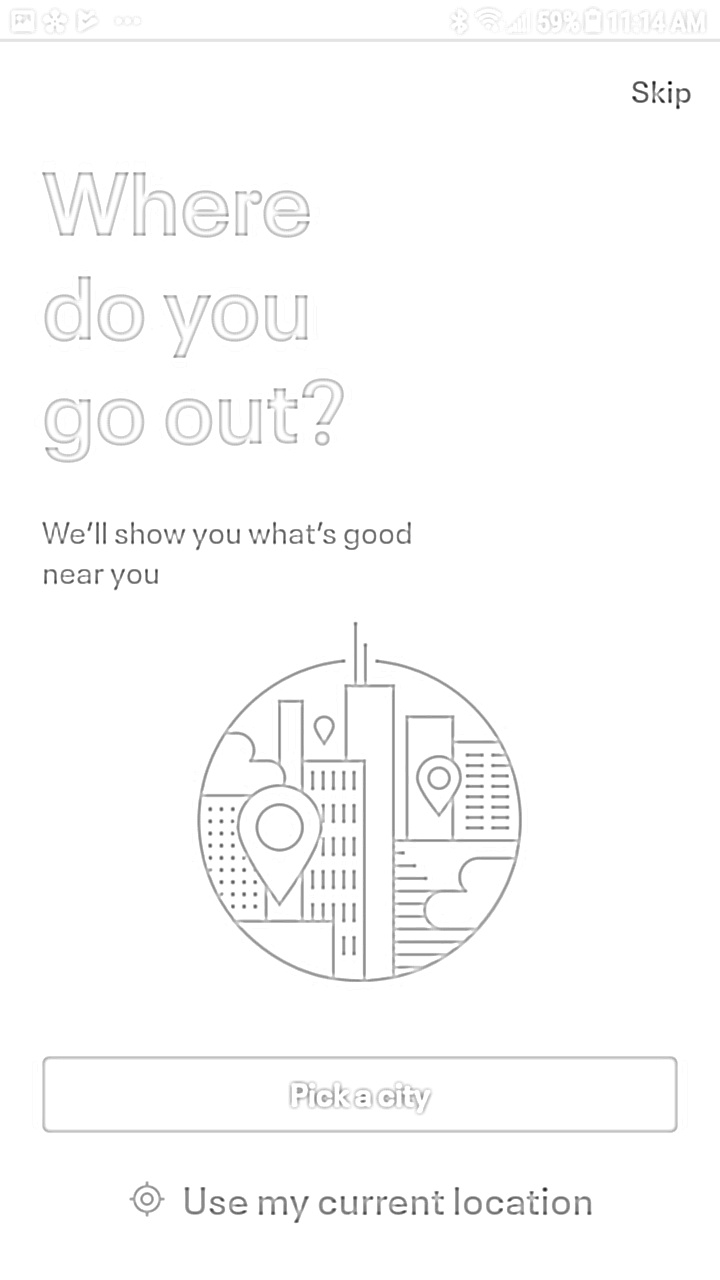 59% 11:14 AM
Skip
Where
do you
go out?
We'll show you what's good
near you
Pick a city
Use my current location